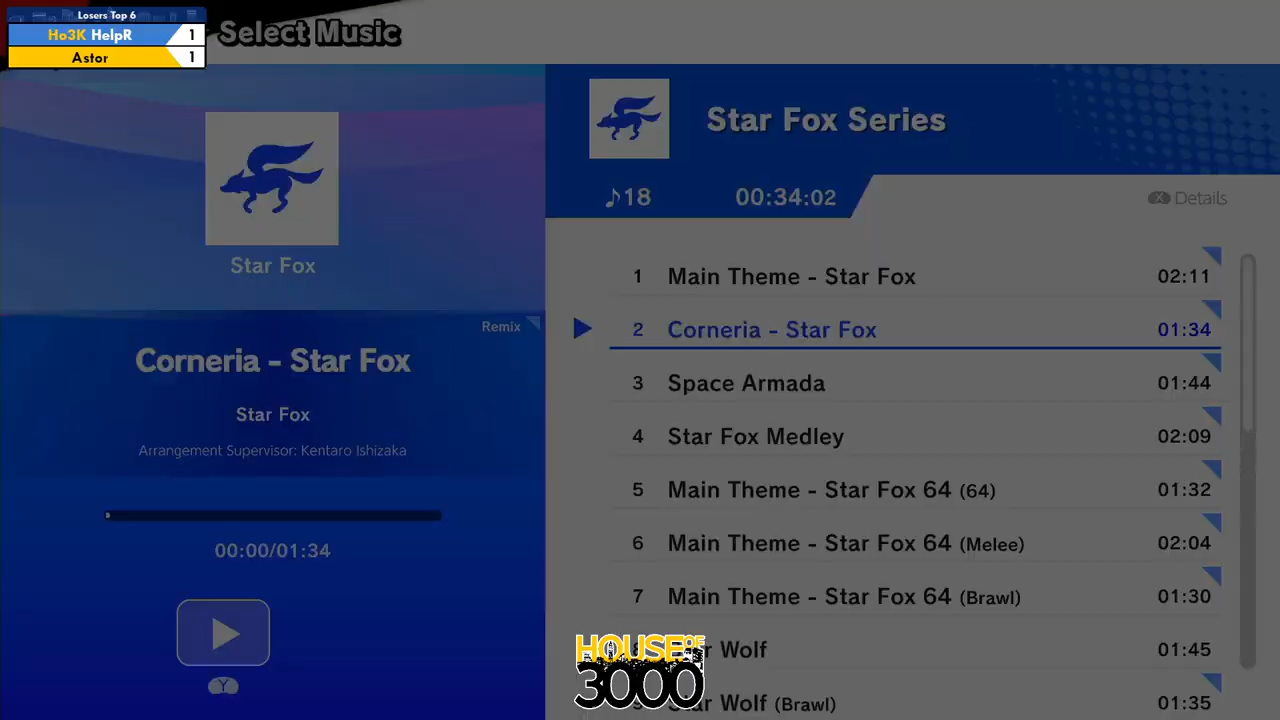 Losers Top 6
Ho3K HelpR 1
Astor 1
Select Music
Star Fox
Remix
Corneria - Star Fox
Star Fox
Arrangement Supervisor: Kentaro Ishizaka
00:00/01:34
Y
Star Fox Series
♪18 00:34:02
X Details
1 Main Theme - Star Fox 02:11
2 Corneria - Star Fox 01:34
3 Space Armada 01:44
4 Star Fox Medley 02:09
5 Main Theme - Star Fox 64 (64) 01:32
6 Main Theme - Star Fox 64 (Melee) 02:04
7 Main Theme - Star Fox 64 (Brawl) 01:30
Wolf 01:45
Wolf (Brawl) 01:35
HOUSE OF
3000